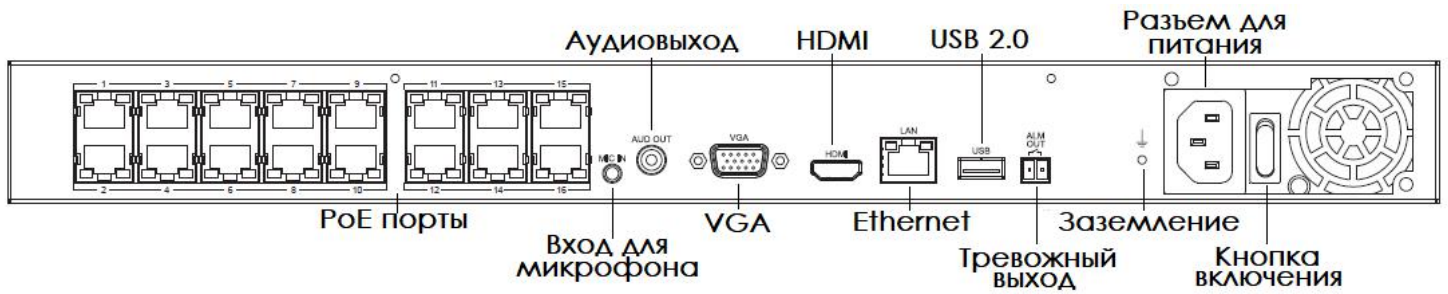 Аудиовыход HDMI USB 2.0 Разъем для
питания
1 3 5 7 9 11 13 15
AUD OUT VGA LAN ALM
OUT
MIC IN HDMI USB
2 4 6 8 10 12 14 16
PoE порты VGA Ethernet Заземление
Вход для
микрофона
Тревожный
выход
Кнопка
включения